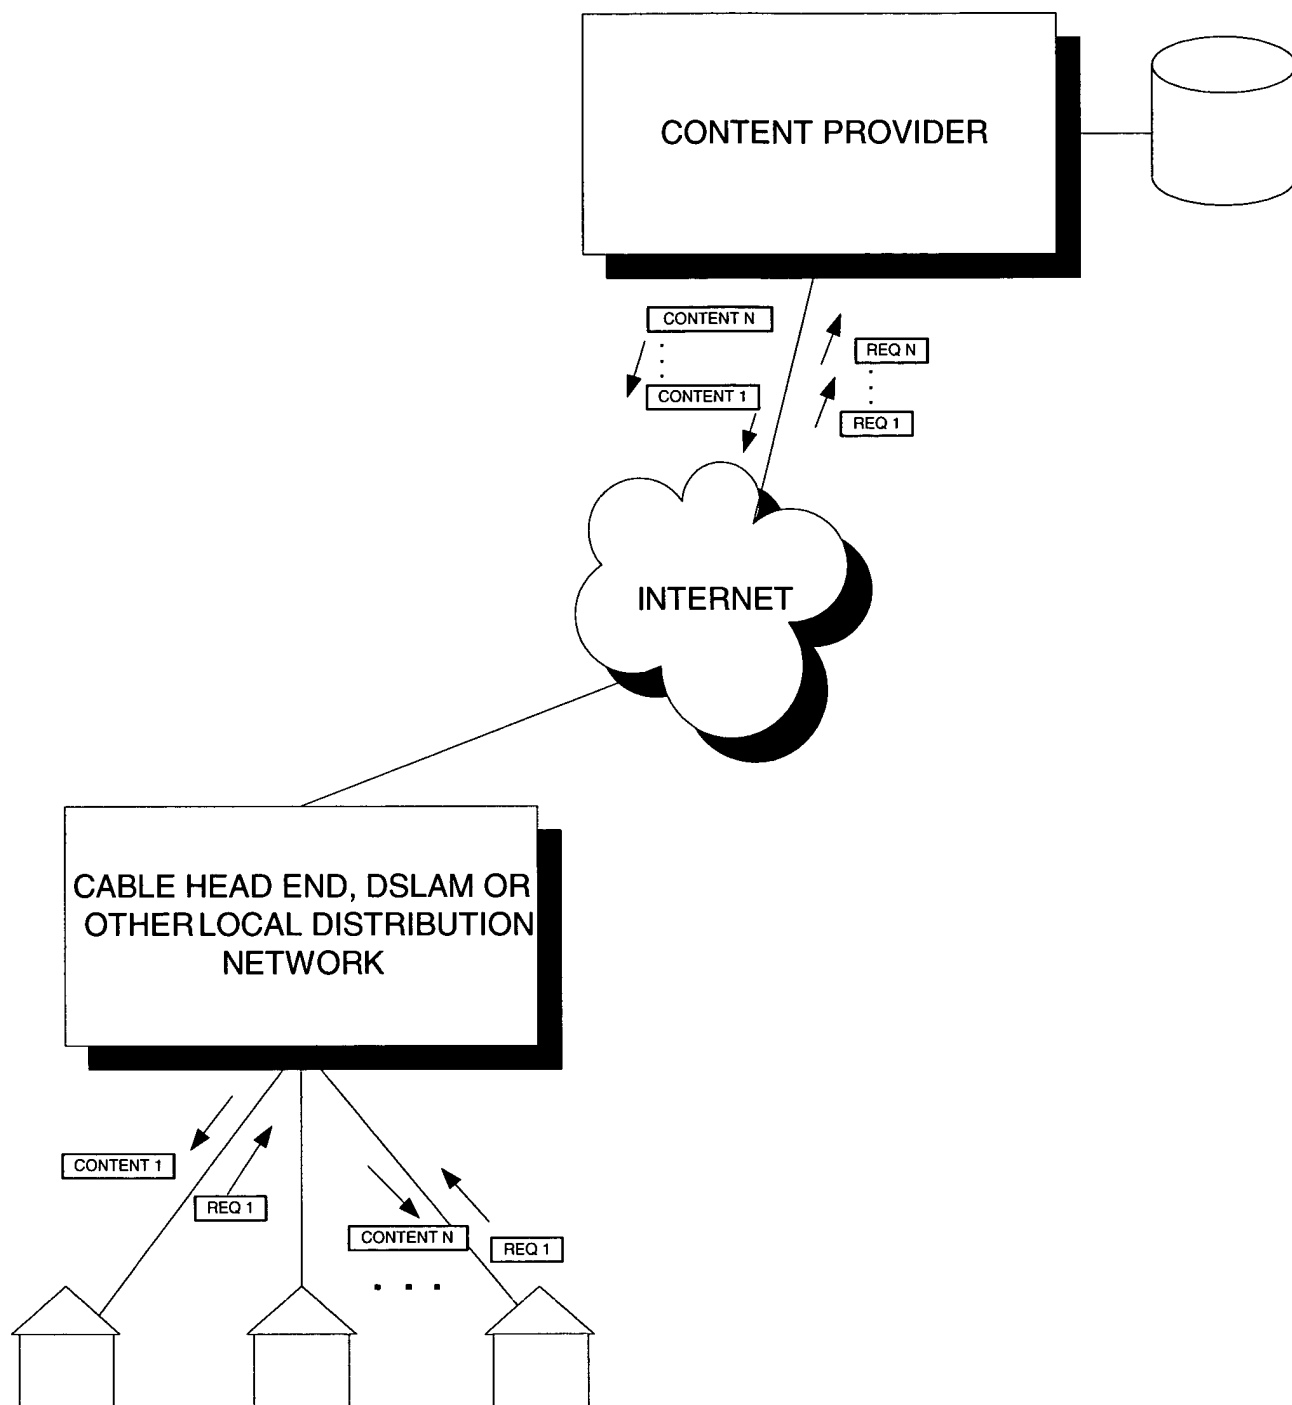 CONTENT PROVIDER
CONTENT N
REQ N
CONTENT 1
REQ 1
INTERNET
CABLE HEAD END, DSLAM OR
OTHER LOCAL DISTRIBUTION
NETWORK
CONTENT 1
REQ 1
CONTENT N
REQ 1